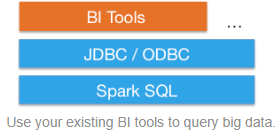 BI Tools ...
JDBC / ODBC
Spark SQL
Use your existing BI tools to query big data.